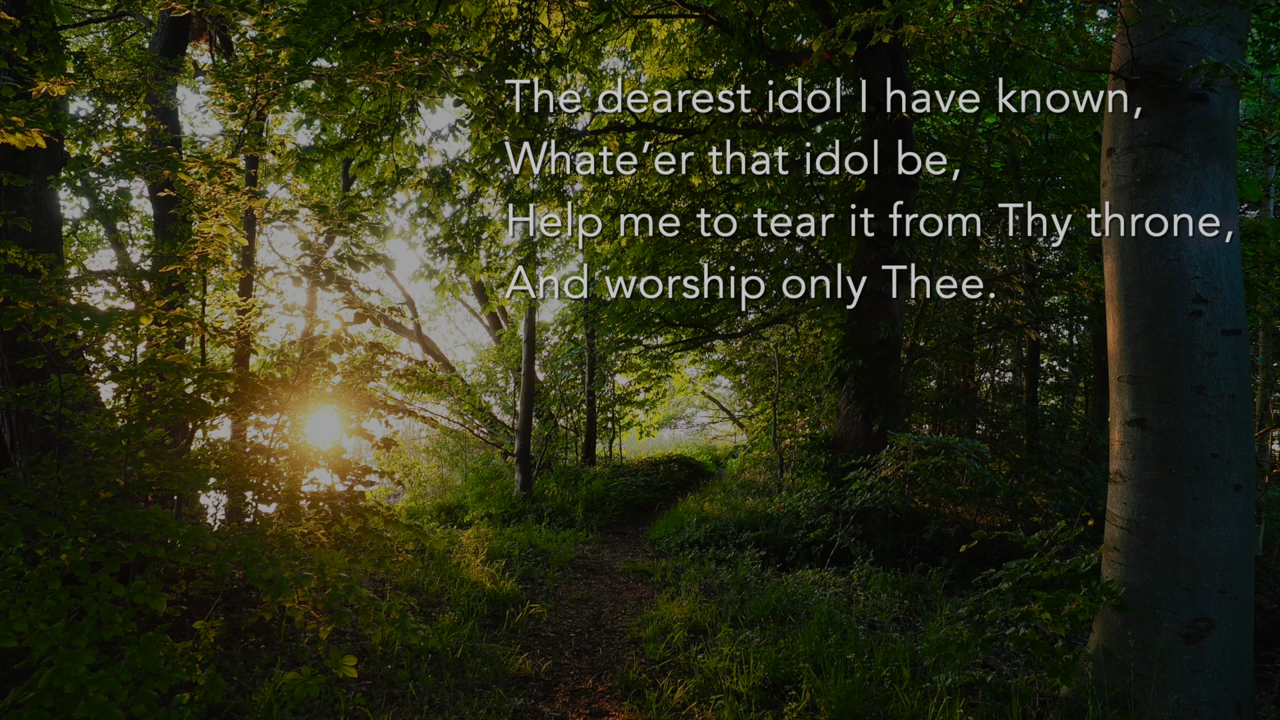 The dearest idol I have known,
Whate’er that idol be,
Help me to tear it from Thy throne,
And worship only Thee.